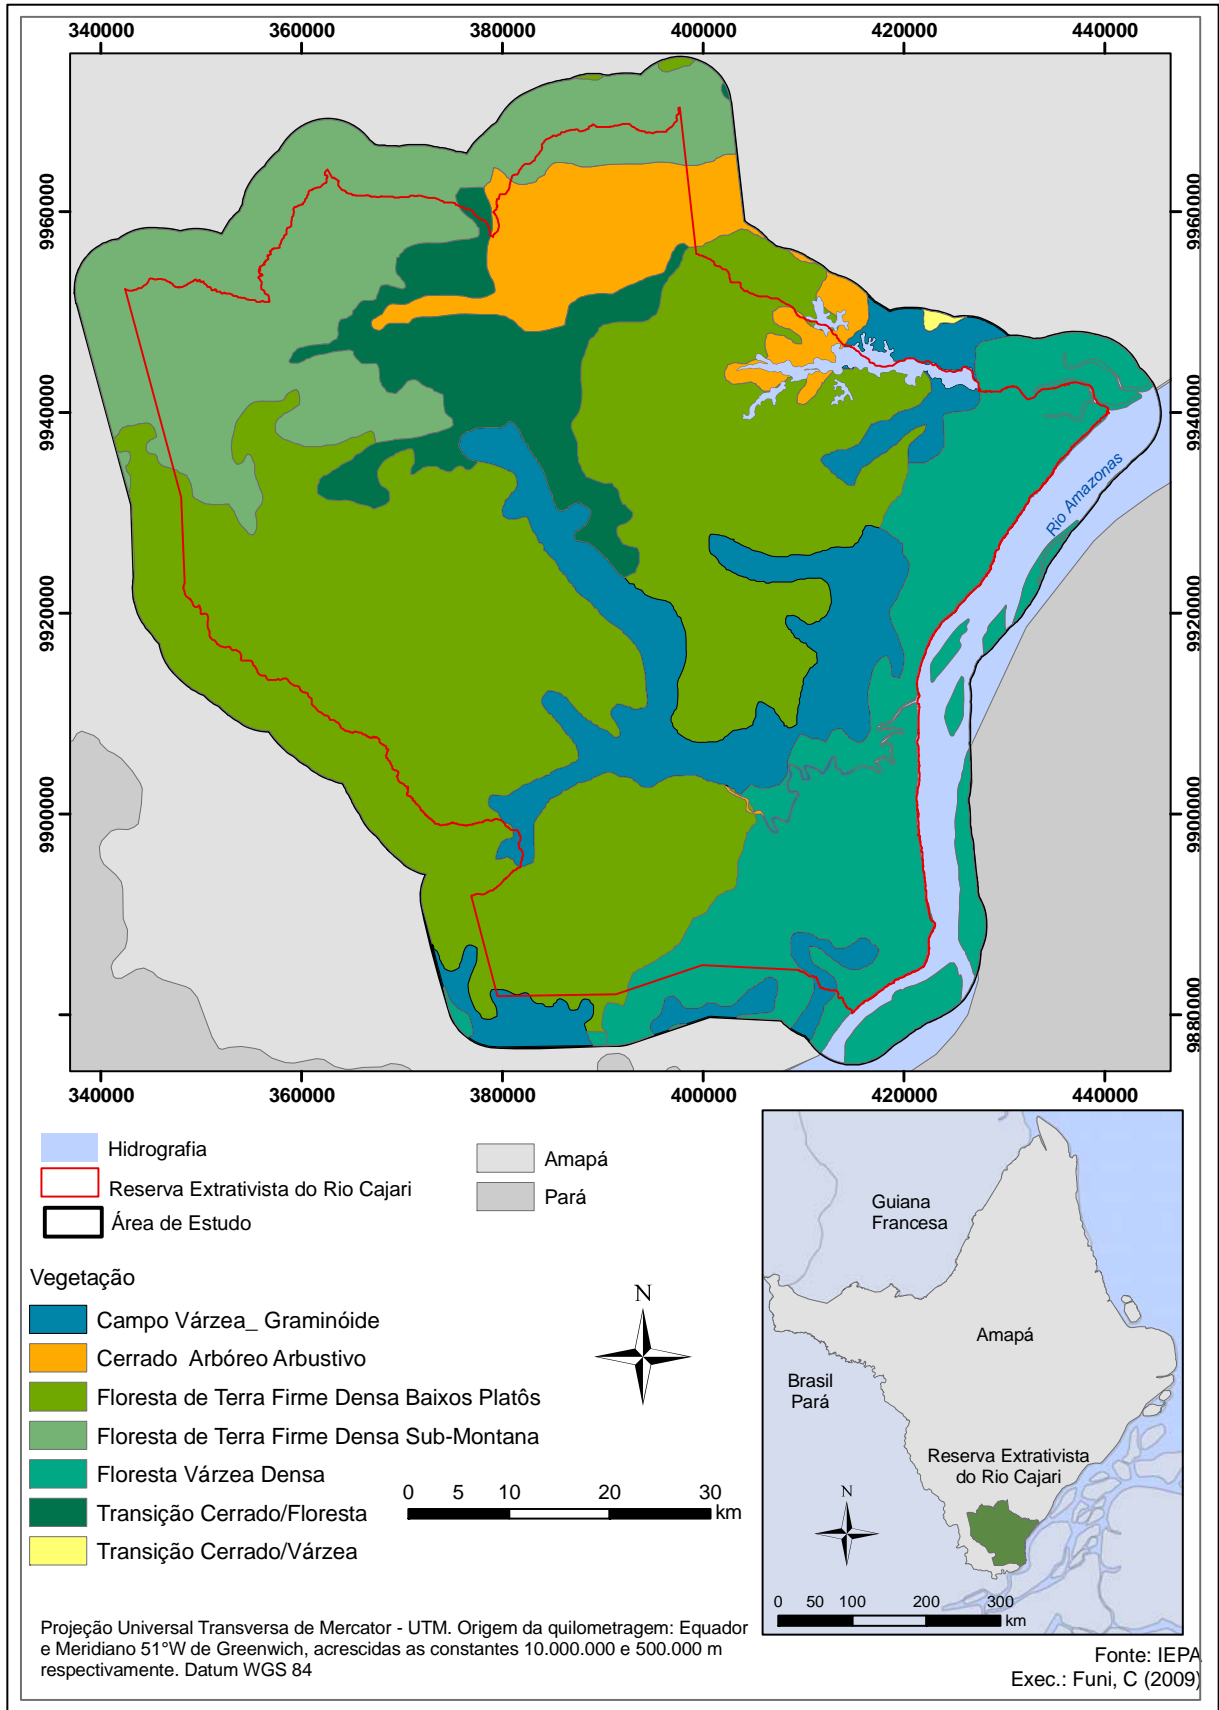 340000 360000 380000 400000 420000 440000
9960000
9940000
9920000
9900000
9880000
9960000
9940000
9920000
9900000
9880000
Rio Amazonas
340000 360000 380000 400000 420000 440000
Hidrografia
Reserva Extrativista do Rio Cajari
Área de Estudo
Amapá
Pará
Vegetação
Campo Várzea_ Graminóide
Cerrado Arbóreo Arbustivo
Floresta de Terra Firme Densa Baixos Platôs
Floresta de Terra Firme Densa Sub-Montana
Floresta Várzea Densa
Transição Cerrado/Floresta
Transição Cerrado/Várzea
N
0 5 10 20 30
km
Guiana
Francesa
Amapá
Brasil
Pará
Reserva Extrativista
do Rio Cajari
N
0 50 100 200 300
km
Projeção Universal Transversa de Mercator - UTM. Origem da quilometragem: Equador
e Meridiano 51°W de Greenwich, acrescidas as constantes 10.000.000 e 500.000 m
respectivamente. Datum WGS 84
Fonte: IEPA
Exec.: Funi, C (2009)